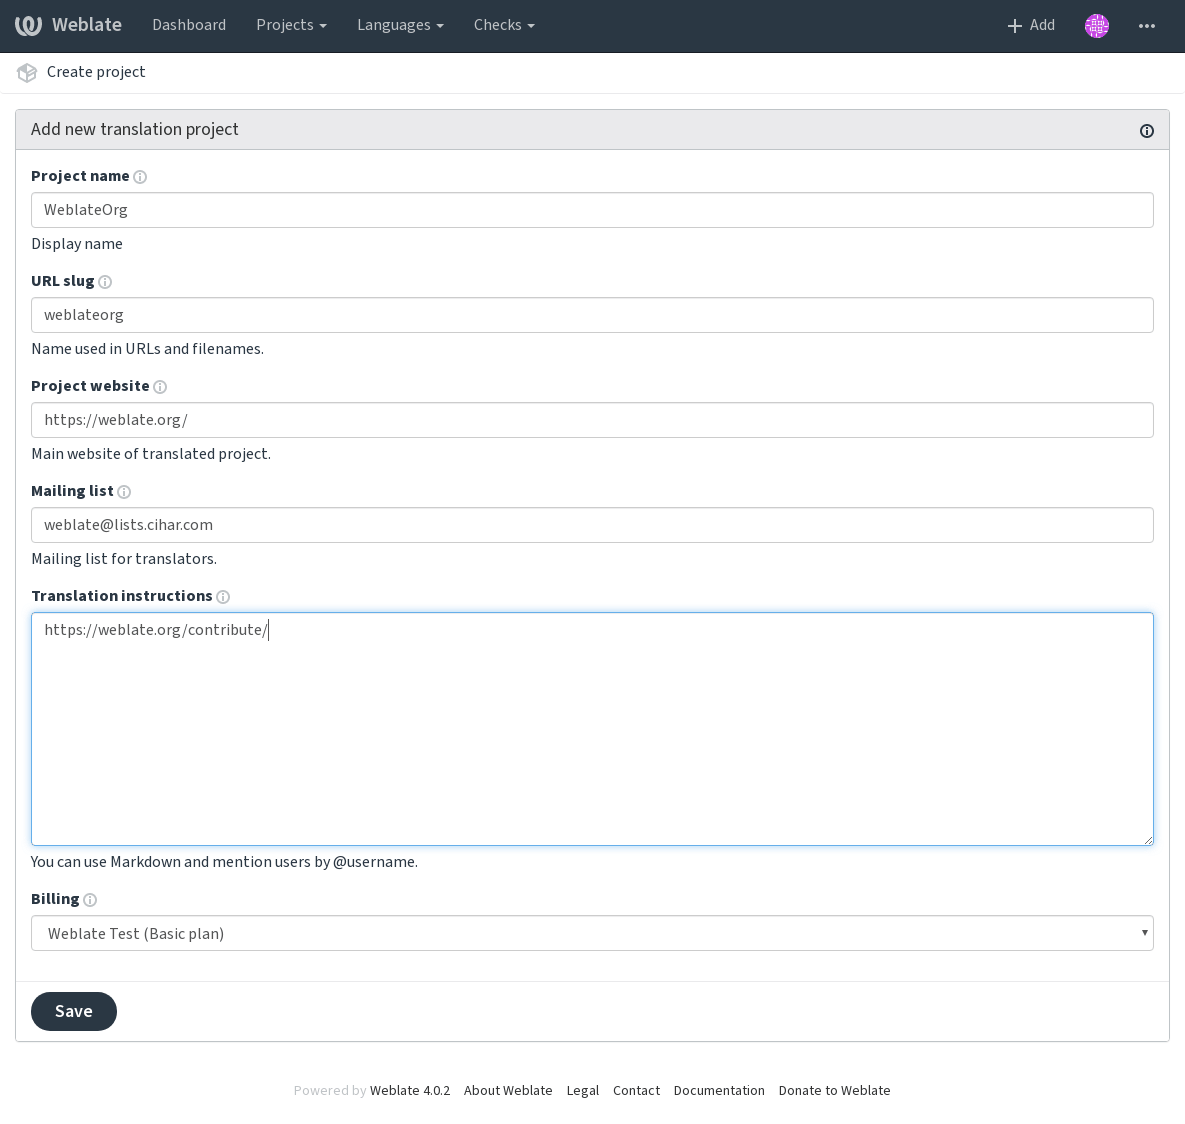 Weblate Dashboard Projects Languages Checks Add
Create project
Add new translation project
Project name
WeblateOrg
Display name
URL slug
weblateorg
Name used in URLs and filenames.
Project website
https://weblate.org/
Main website of translated project.
Mailing list
weblate@lists.cihar.com
Mailing list for translators.
Translation instructions
https://weblate.org/contribute/
You can use Markdown and mention users by @username.
Billing
Weblate Test (Basic plan)
Save
Powered by Weblate 4.0.2 About Weblate Legal Contact Documentation Donate to Weblate